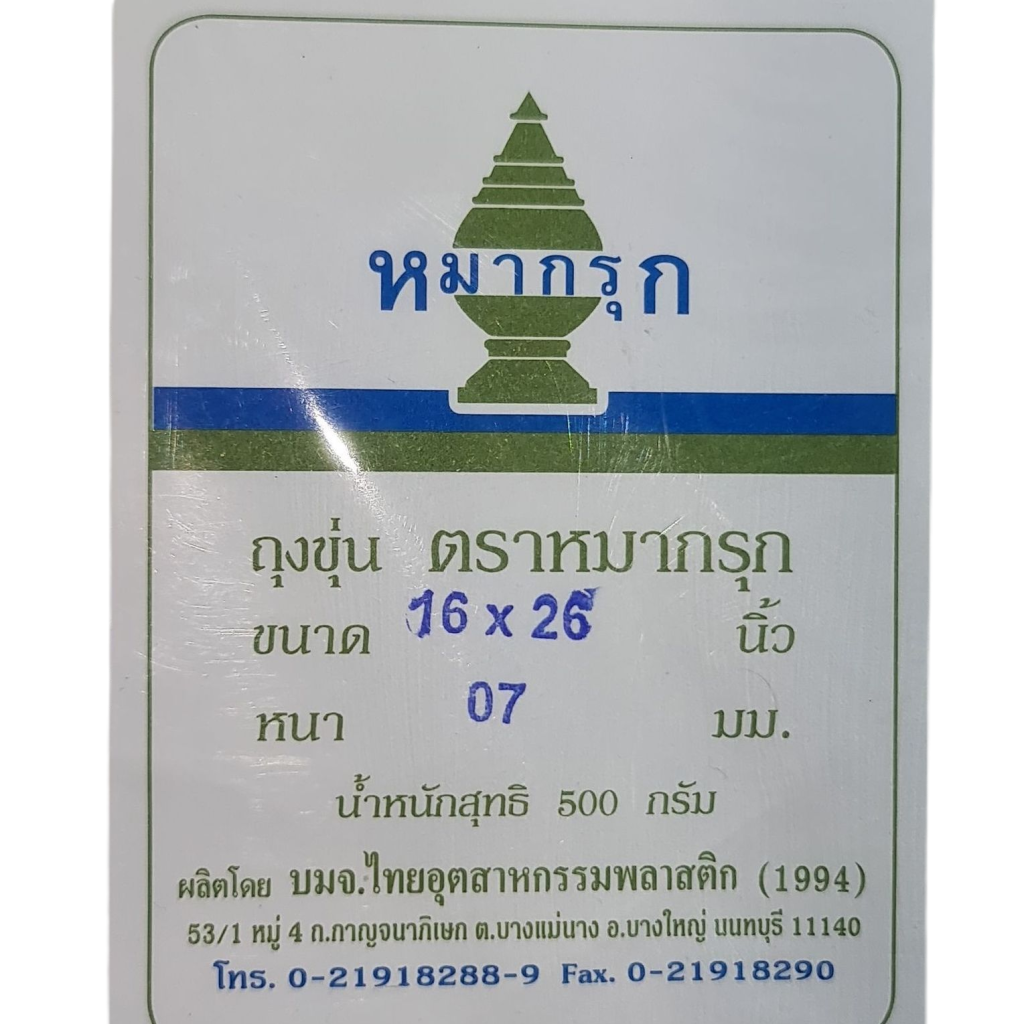 หมากรุก
ถุงขุ่น ตราหมากรุก
ขนาด 16 x 26 นิ้ว
หนา 07 มม.
น้ำหนักสุทธิ 500 กรัม
ผลิตโดย บมจ.ไทยอุตสาหกรรมพลาสติก (1994)
53/1 หมู่ 4 ถ.กาญจนาภิเษก ต.บางแม่นาง อ.บางใหญ่ นนทบุรี 11140
โทร. 0-21918288-9 Fax. 0-21918290